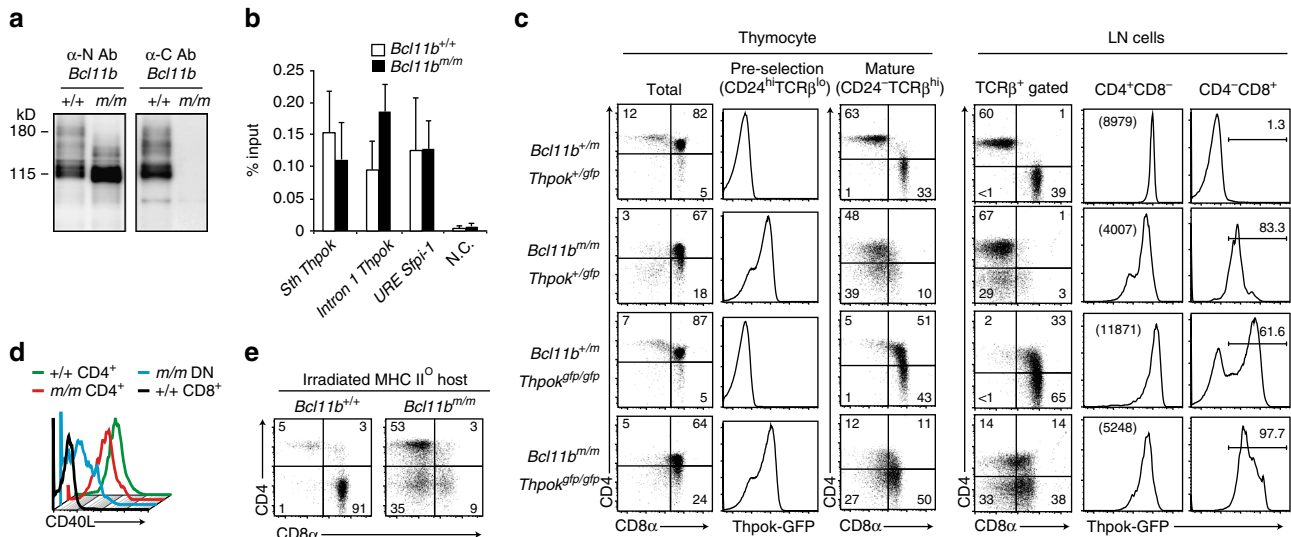 a
α-N Ab
Bcl11b
+/+ m/m
α-C Ab
Bcl11b
+/+ m/m
kD
180
115
b
Bcl11b+/+
Bcl11bm/m
% input
0.25
0.20
0.15
0.10
0.05
0
Sth Thpok
Intron 1 Thpok
URE Sfpi-1
N.C.
c
Thymocyte
LN cells
Total
Pre-selection
(CD24hiTCRβlo)
Mature
(CD24–TCRβhi)
TCRβ+ gated
CD4+CD8–
CD4–CD8+
Bcl11b+/m
Thpok+/gfp
12 82
5
63
1 33
60 1
<1 39
(8979)
1.3
Bcl11bm/m
Thpok+/gfp
3 67
18
48
39 10
67 1
29 3
(4007)
83.3
Bcl11b+/m
Thpokgfp/gfp
7 87
5
5 51
1 43
2 33
<1 65
(11871)
61.6
Bcl11bm/m
Thpokgfp/gfp
5 64
24
12 11
27 50
14 14
33 38
(5248)
97.7
CD4
CD8α
Thpok-GFP
CD4
CD8α
CD4
CD8α
Thpok-GFP
d
+/+ CD4+
m/m CD4+
m/m DN
+/+ CD8+
CD40L
e
Irradiated MHC IIO host
Bcl11b+/+
Bcl11bm/m
5 3
1 91
53 3
35 9
CD4
CD8α